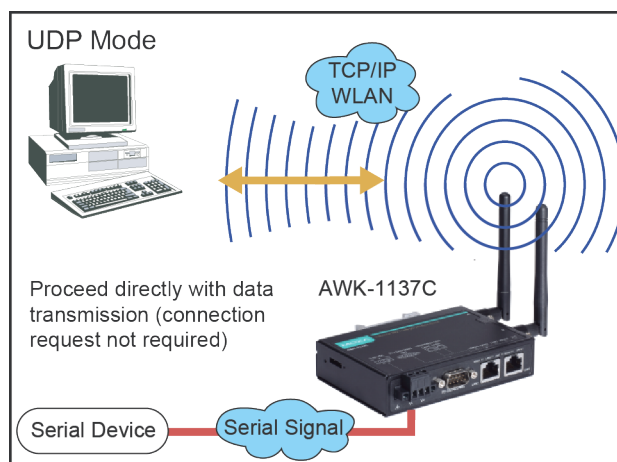 UDP Mode
TCP/IP
WLAN
Proceed directly with data
transmission (connection
request not required)
AWK-1137C
Serial Device
Serial Signal